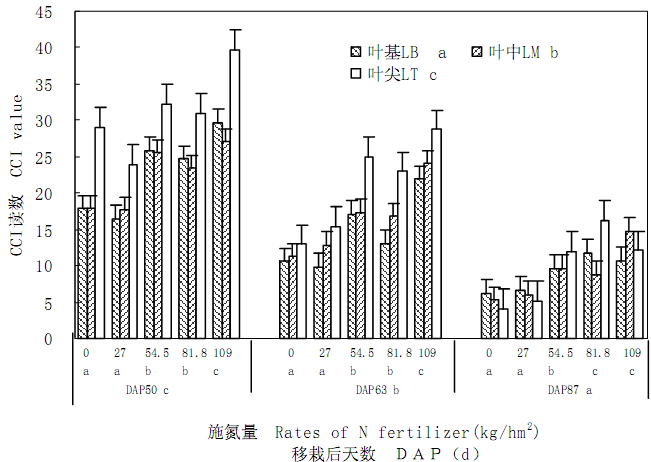 CCI读数 CCI value
45
40
35
30
25
20
15
10
5
0
叶基LB a 叶中LM b
叶尖LT c
0 27 54.5 81.8 109 0 27 54.5 81.8 109 0 27 54.5 81.8 109
a a b b c a a b b c a a b c c
DAP50 c DAP63 b DAP87 a
施氮量 Rates of N fertilizer(kg/hm²)
移栽后天数 DAP(d)